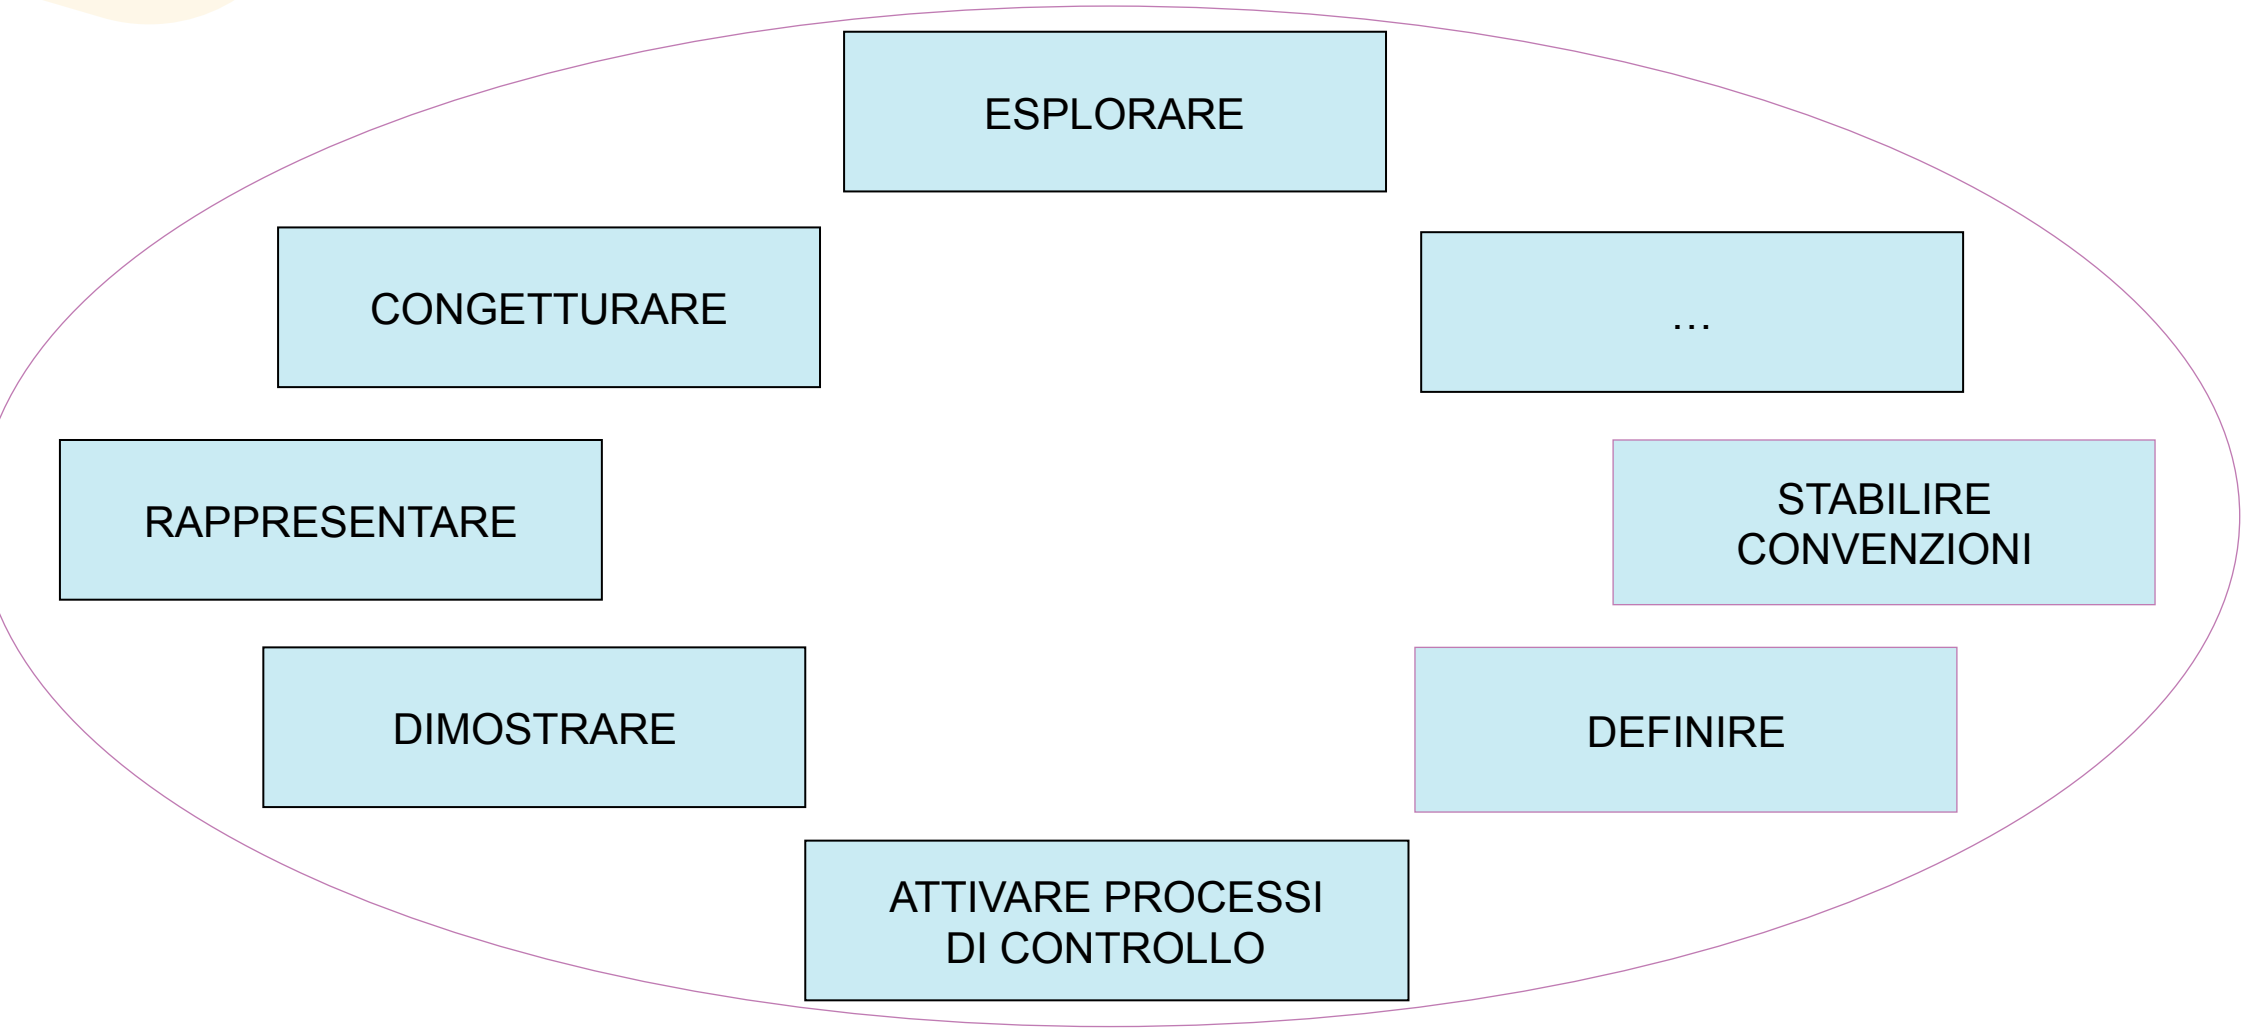 ESPLORARE
CONGETTURARE
…
RAPPRESENTARE
STABILIRE
CONVENZIONI
DIMOSTRARE
DEFINIRE
ATTIVARE PROCESSI
DI CONTROLLO